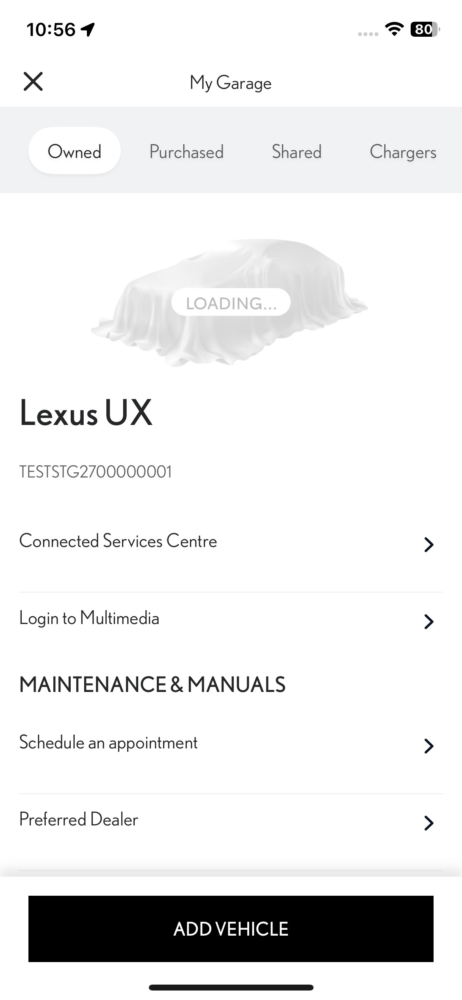 10:56
80
My Garage
Owned Purchased Shared Chargers
LOADING...
Lexus UX
TESTSTG2700000001
Connected Services Centre
Login to Multimedia
MAINTENANCE & MANUALS
Schedule an appointment
Preferred Dealer
ADD VEHICLE